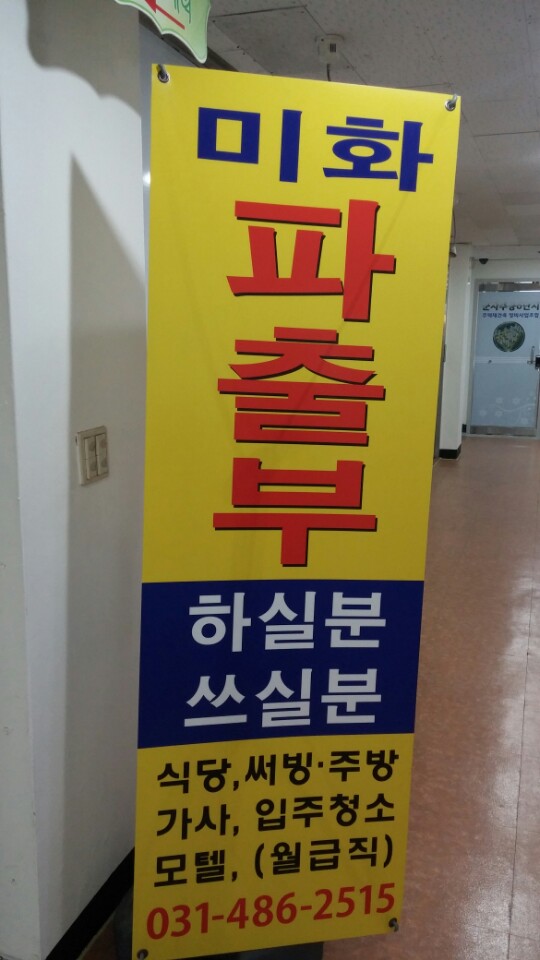 미화
파출부
하실분
쓰실분
식당,써빙·주방
가사, 입주청소
모텔, (월급직)
031-486-2515